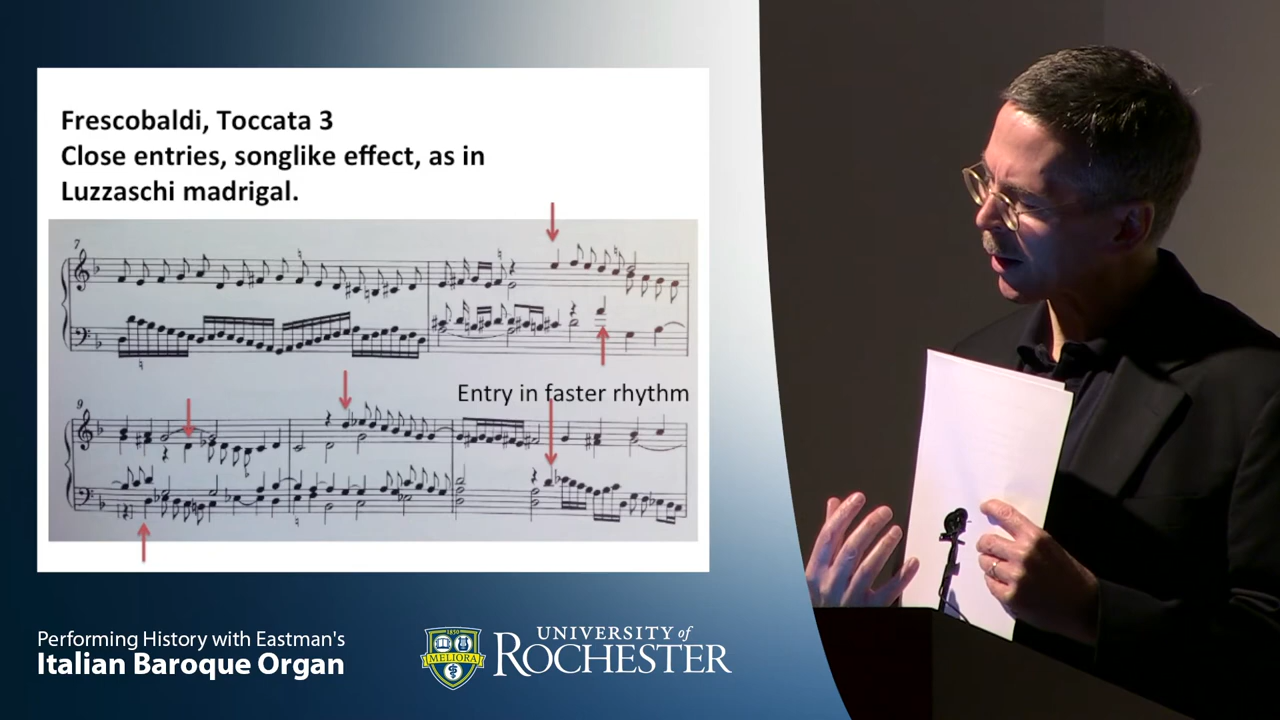 Frescobaldi, Toccata 3
Close entries, songlike effect, as in
Luzzaschi madrigal.
7
Entry in faster rhythm
9
Performing History with Eastman's
Italian Baroque Organ
1850
MELIORA
UNIVERSITY of
ROCHESTER